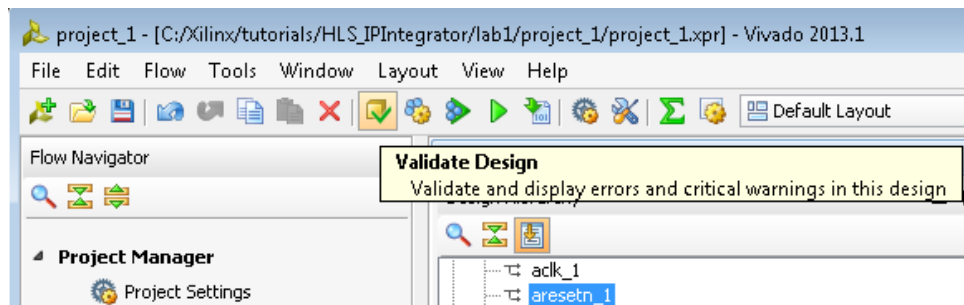 project_1 - [C:/Xilinx/tutorials/HLS_IPIntegrator/lab1/project_1/project_1.xpr] - Vivado 2013.1
File Edit Flow Tools Window Layout View Help
Default Layout
Flow Navigator
Validate Design
Validate and display errors and critical warnings in this design
Project Manager
aclk_1
Project Settings
aresetn_1